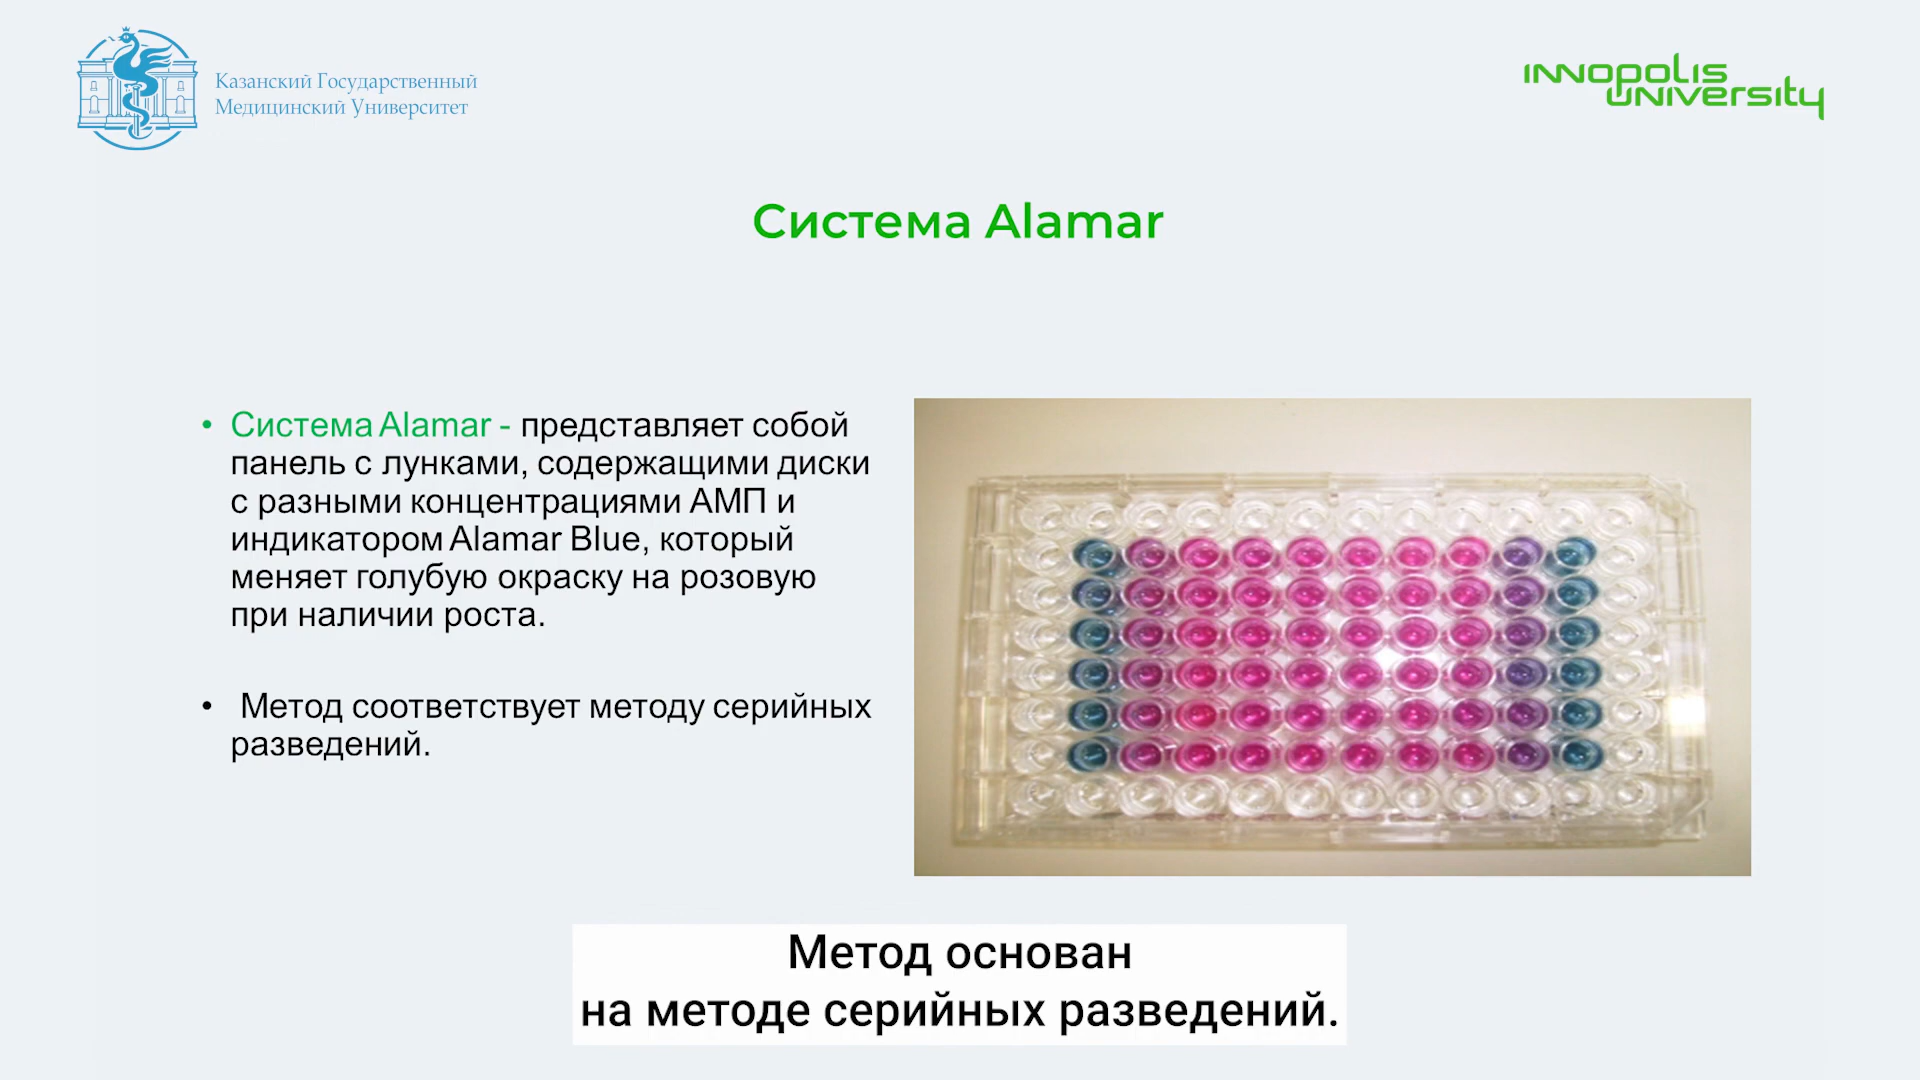 Казанский Государственный
Медицинский Университет
INNOPOLIS
UNIVERSITY
Система Alamar
• Система Alamar - представляет собой
панель с лунками, содержащими диски
с разными концентрациями АМП и
индикатором Alamar Blue, который
меняет голубую окраску на розовую
при наличии роста.
• Метод соответствует методу серийных
разведений.
Метод основан
на методе серийных разведений.